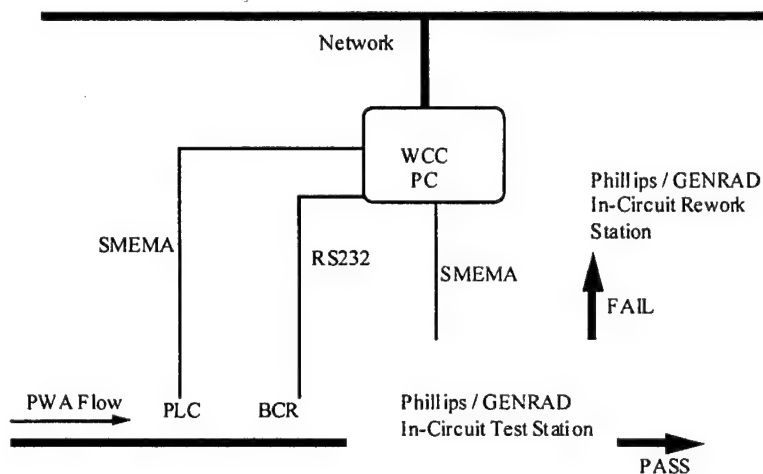 Network
WCC
PC
Phillips / GENRAD
In-Circuit Rework
Station
SMEMA
RS232
SMEMA
FAIL
PWA Flow
PLC
BCR
Phillips / GENRAD
In-Circuit Test Station
PASS